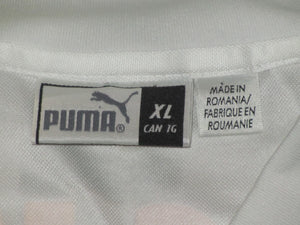 PUMA®
XL
CAN TG
MADE IN
ROMANIA/
FABRIQUE EN
ROUMANIE